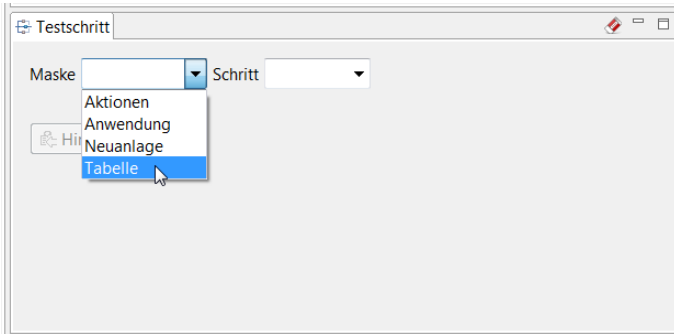 Testschritt
Maske Schritt
Aktionen
Anwendung
Neuanlage
Tabelle